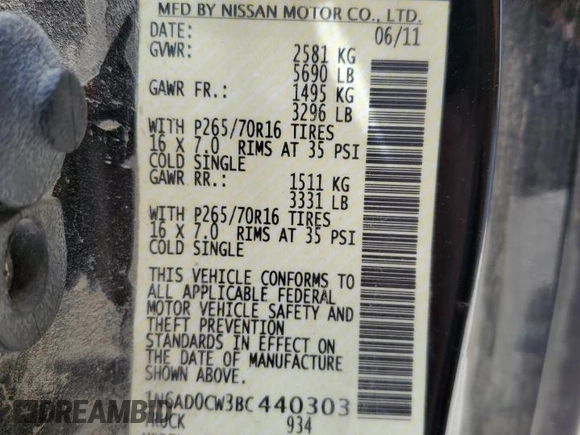 MFD BY NISSAN MOTOR CO., LTD.
DATE: 06/11
GVWR: 2581 KG
5690 LB
GAWR FR.: 1495 KG
3296 LB
WITH P265/70R16 TIRES
16 X 7.0 RIMS AT 35 PSI
COLD SINGLE
GAWR RR.: 1511 KG
3331 LB
WITH P265/70R16 TIRES
16 X 7.0 RIMS AT 35 PSI
COLD SINGLE
THIS VEHICLE CONFORMS TO
ALL APPLICABLE FEDERAL
MOTOR VEHICLE SAFETY AND
THEFT PREVENTION
STANDARDS IN EFFECT ON
THE DATE OF MANUFACTURE
SHOWN ABOVE.
1N6AD0CW3BC440303
TRUCK 934
DREAMBID